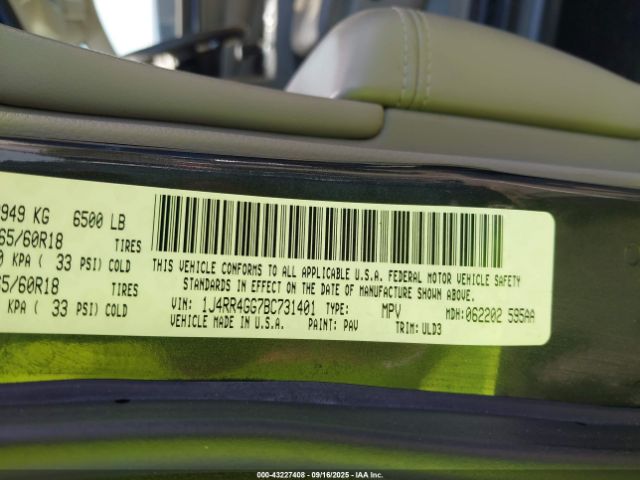 949 KG 6500 LB
65/60R18 TIRES
KPA ( 33 PSI) COLD
65/60R18 TIRES
KPA ( 33 PSI) COLD
THIS VEHICLE CONFORMS TO ALL APPLICABLE U.S.A. FEDERAL MOTOR VEHICLE SAFETY
STANDARDS IN EFFECT ON THE DATE OF MANUFACTURE SHOWN ABOVE.
VIN: 1J4RR4GG7BC731401 TYPE: MPV MDH: 062202 595AA
VEHICLE MADE IN U.S.A. PAINT: PAV TRIM: ULD3
000-43227408 - 09/16/2025 - IAA Inc.